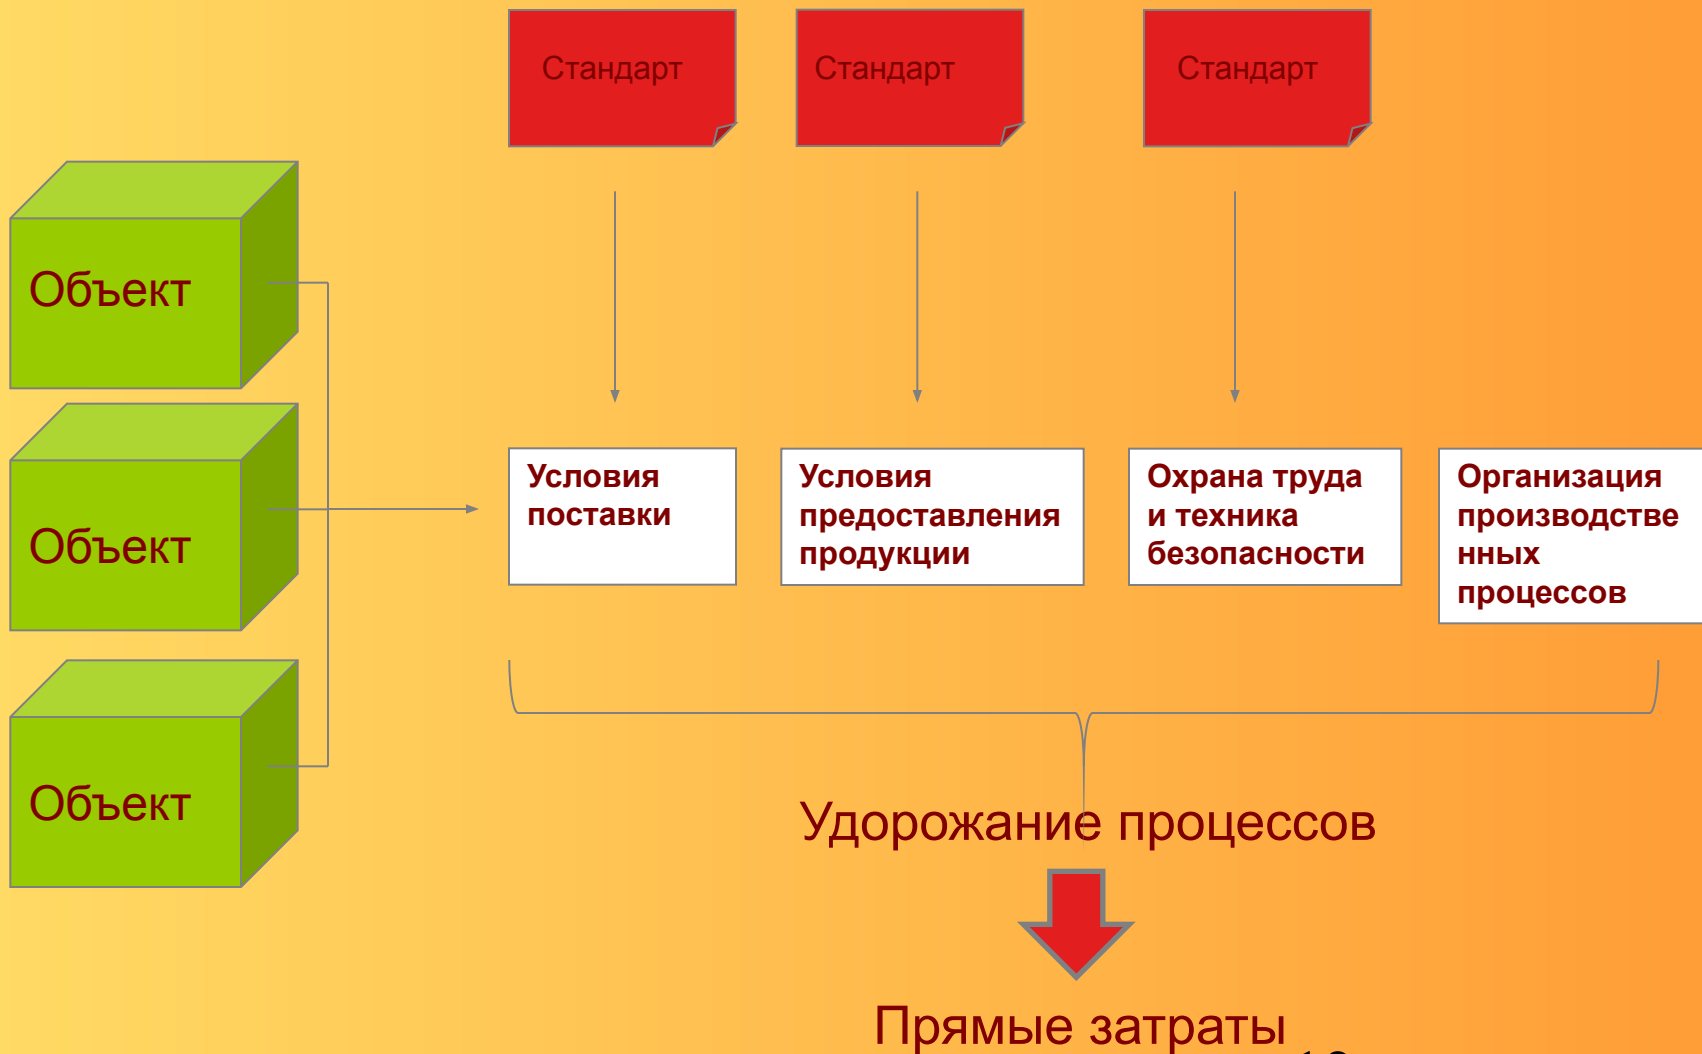 Стандарт
Стандарт
Стандарт
Объект
Объект
Объект
Условия
поставки
Условия
предоставления
продукции
Охрана труда
и техника
безопасности
Организация
производстве
нных
процессов
Удорожание процессов
Прямые затраты